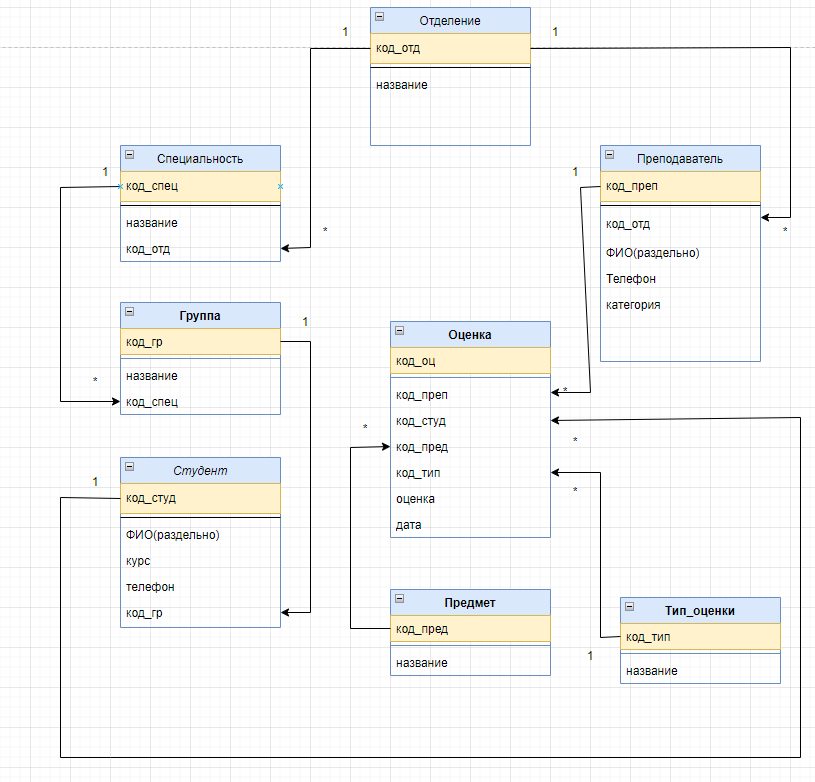 Отделение
код_отд
название
1
1
Специальность
код_спец
название
код_отд
1
*
Преподаватель
код_преп
код_отд
ФИО(раздельно)
Телефон
категория
1
*
Группа
код_гр
название
код_спец
1
*
Оценка
код_оц
код_преп
код_студ
код_пред
код_тип
оценка
дата
*
*
*
*
Студент
код_студ
ФИО(раздельно)
курс
телефон
код_гр
1
Предмет
код_пред
название
Тип_оценки
код_тип
название
1